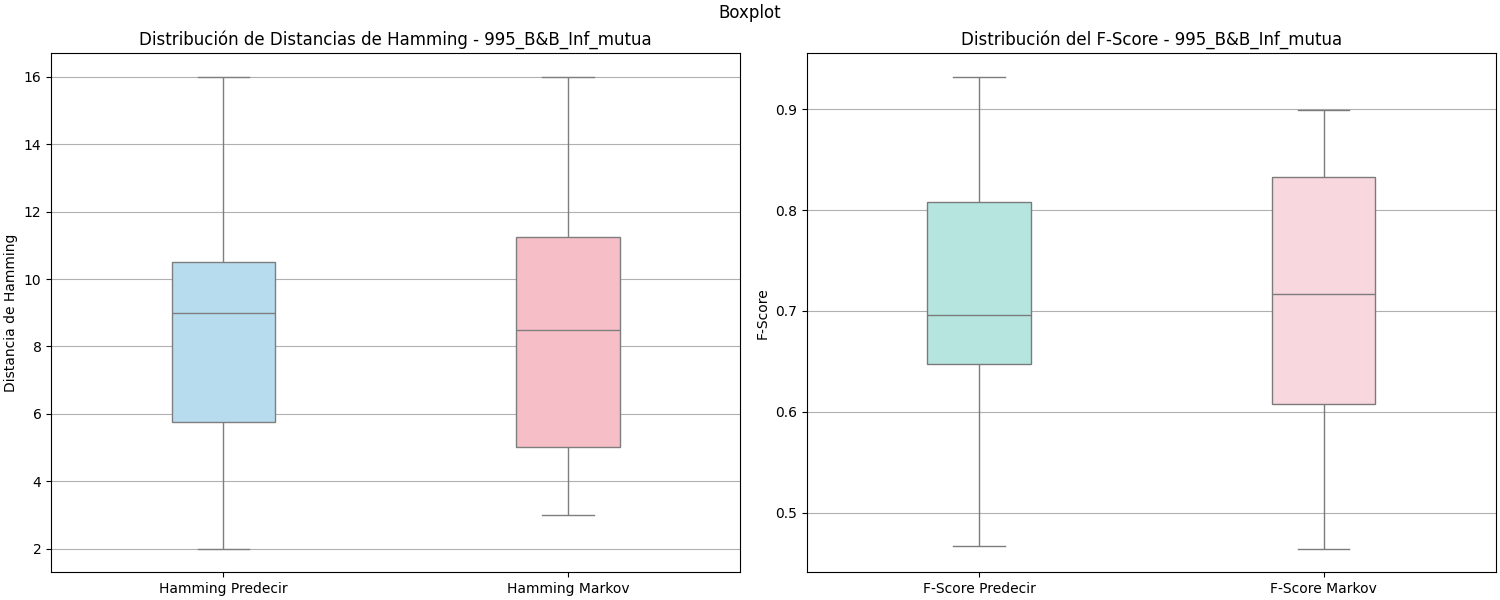 Boxplot
Distribución de Distancias de Hamming - 995_B&B_Inf_mutua
Distancia de Hamming
16
14
12
10
8
6
4
2
Hamming Predecir
Hamming Markov
Distribución del F-Score - 995_B&B_Inf_mutua
F-Score
0.9
0.8
0.7
0.6
0.5
F-Score Predecir
F-Score Markov